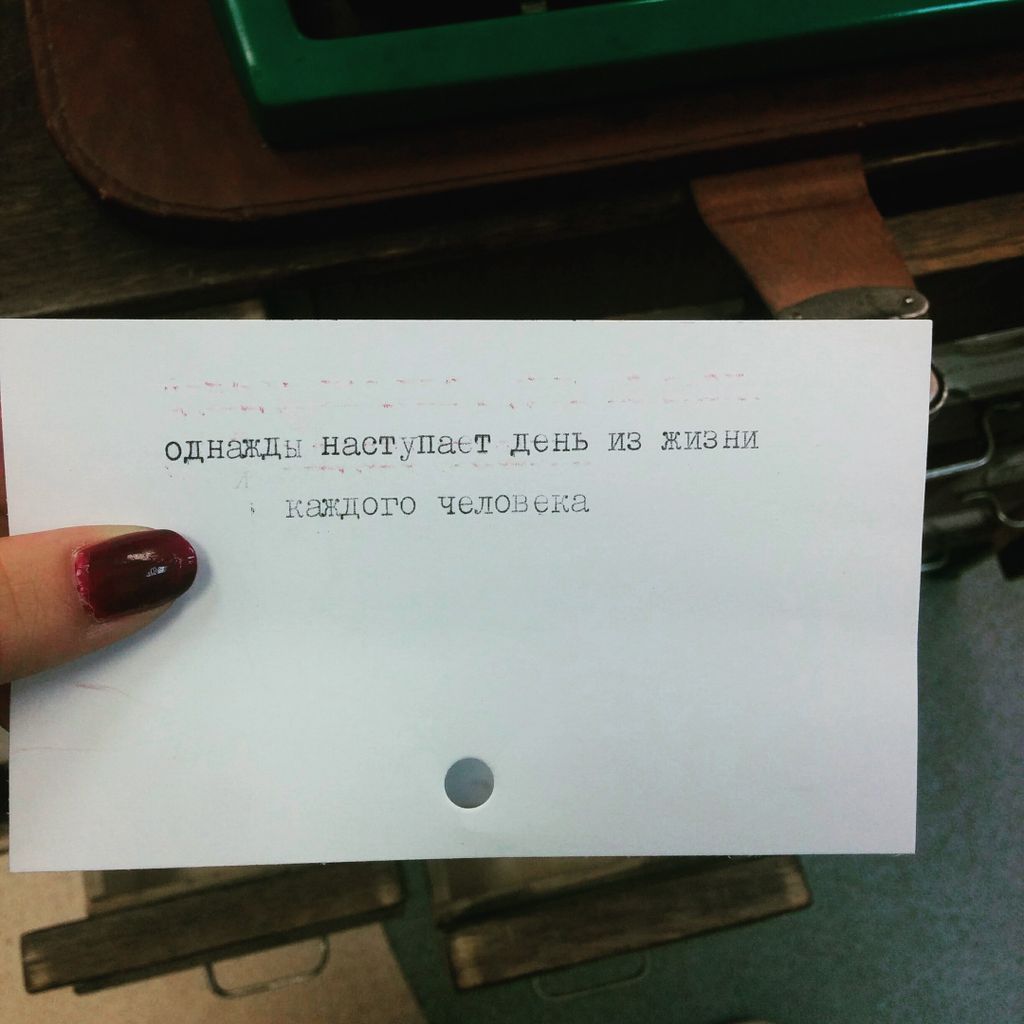 однажды наступает день из жизни
каждого человека